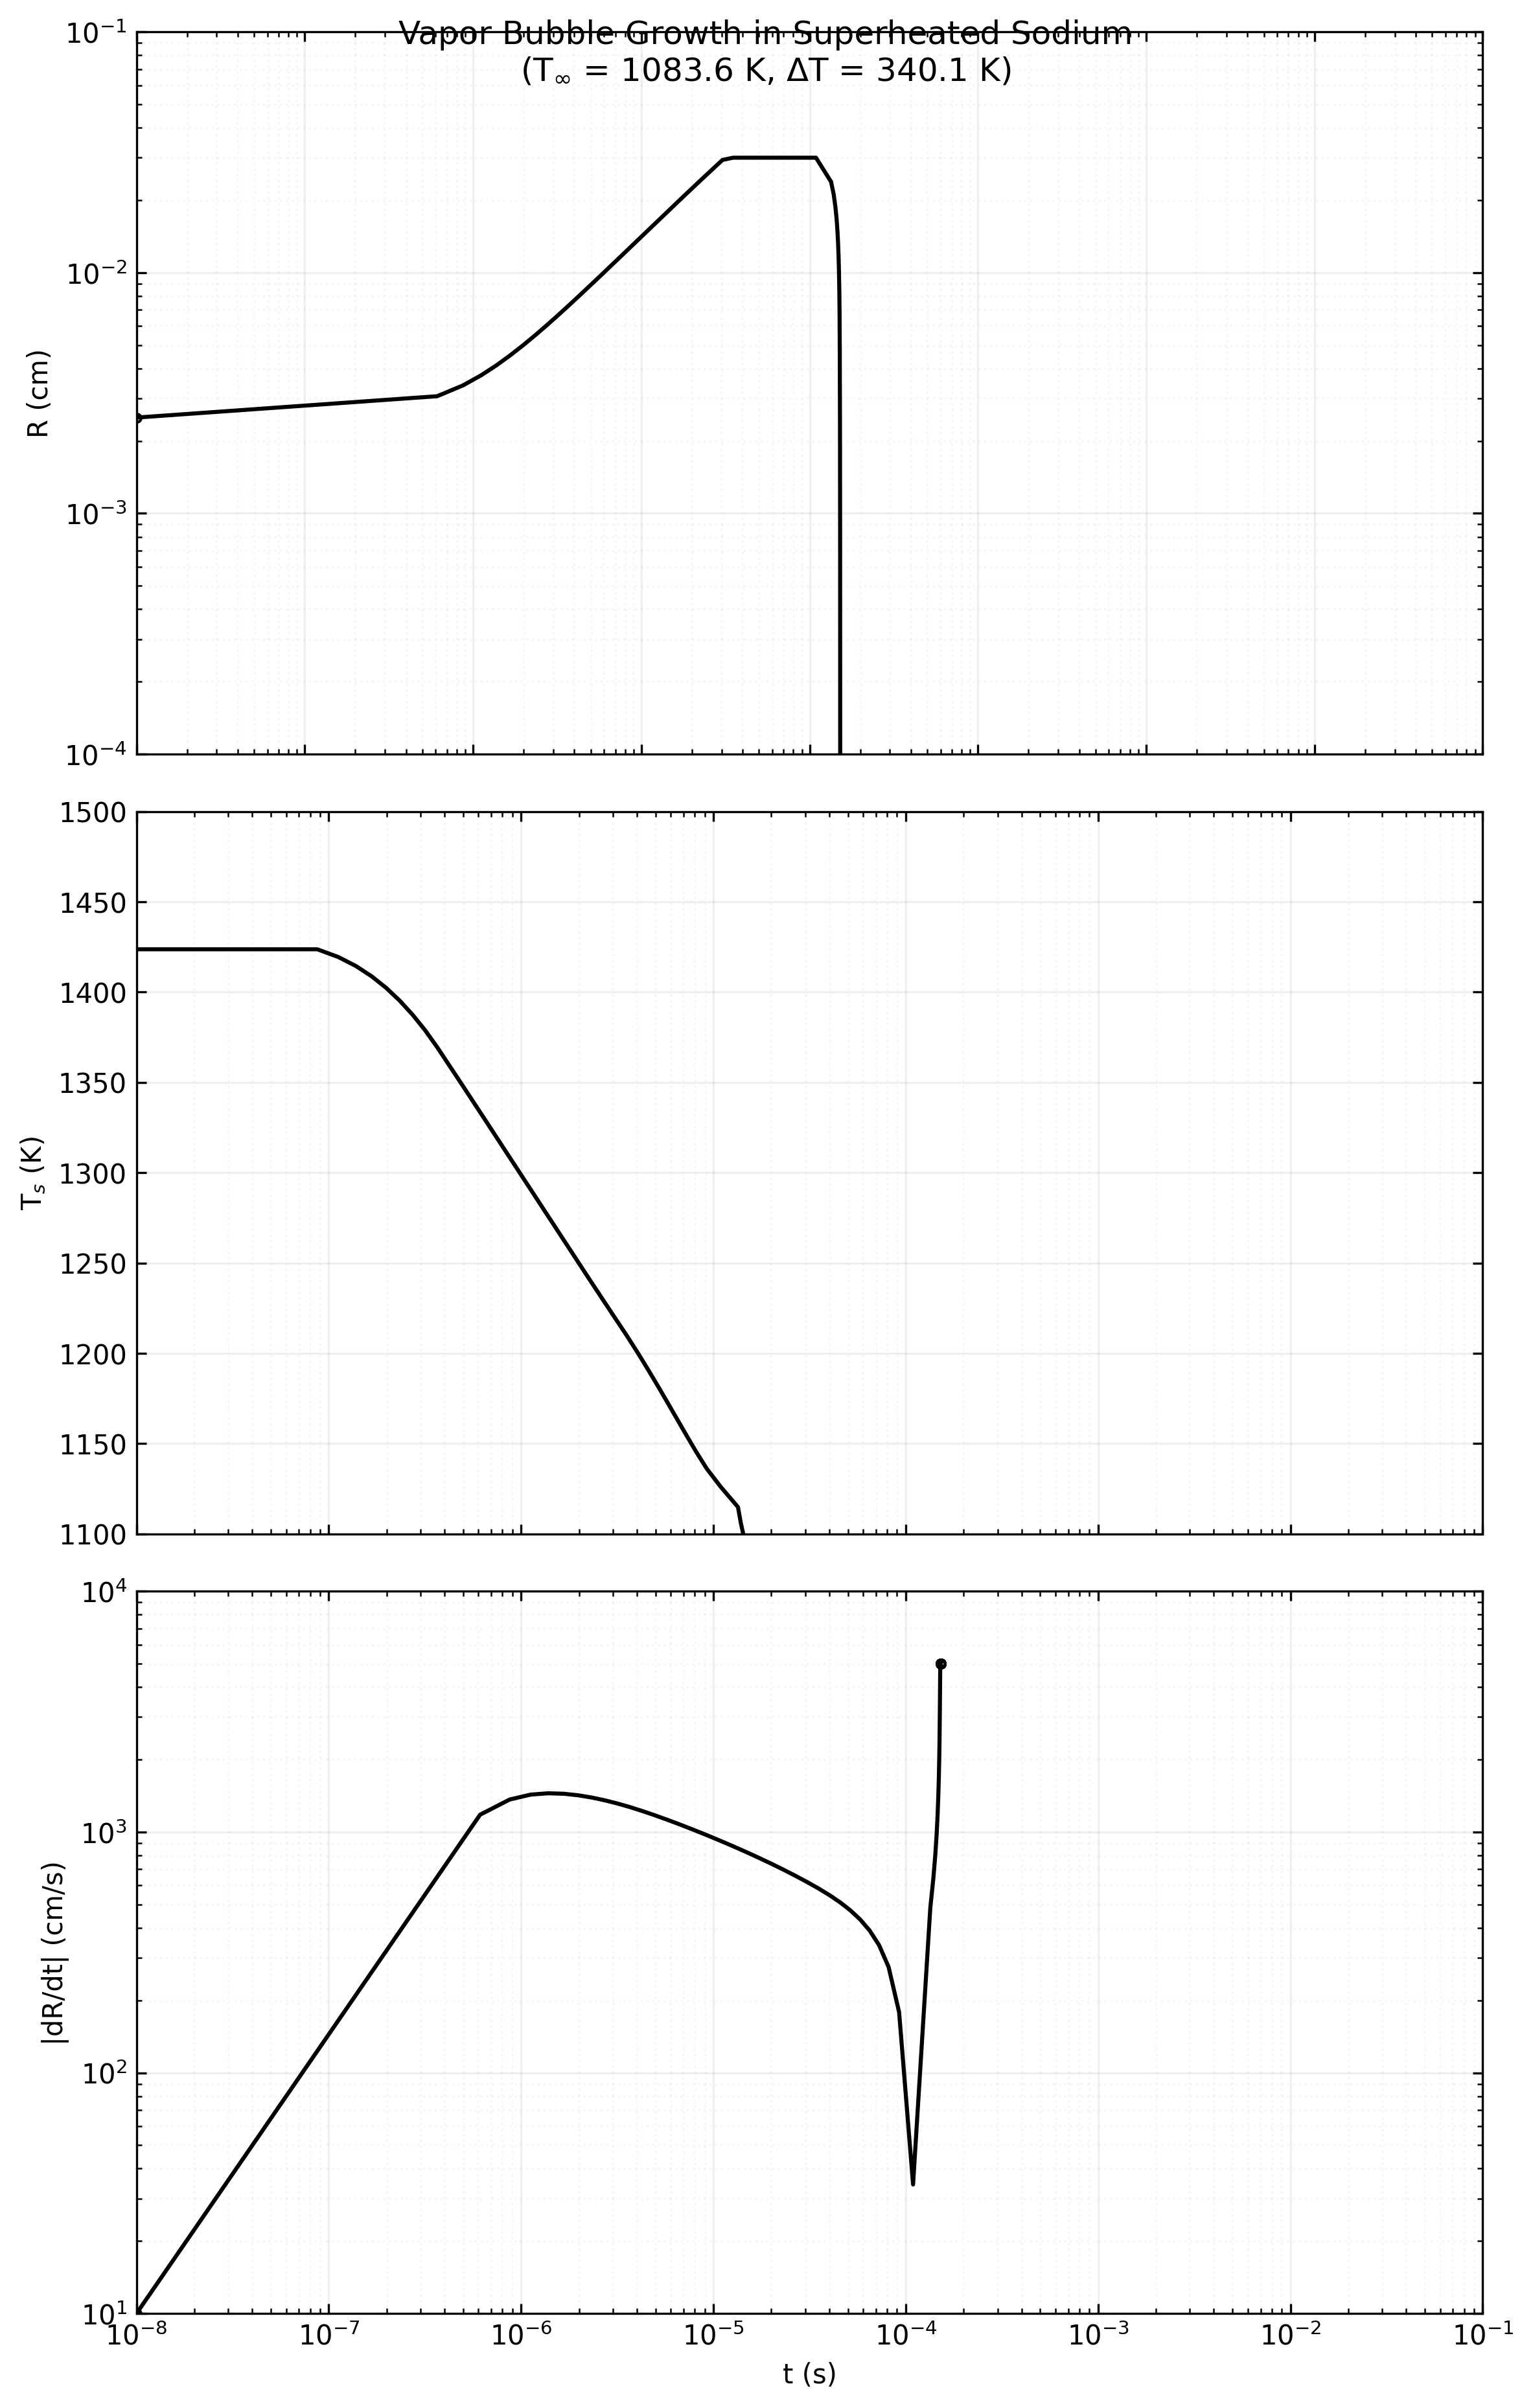 Vapor Bubble Growth in Superheated Sodium
(T∞ = 1083.6 K, ΔT = 340.1 K)
10⁻¹
10⁻²
10⁻³
10⁻⁴
R (cm)
1500
1450
1400
1350
1300
1250
1200
1150
1100
Tₛ (K)
10⁴
10³
10²
10¹
|dR/dt| (cm/s)
10⁻⁸ 10⁻⁷ 10⁻⁶ 10⁻⁵ 10⁻⁴ 10⁻³ 10⁻² 10⁻¹
t (s)